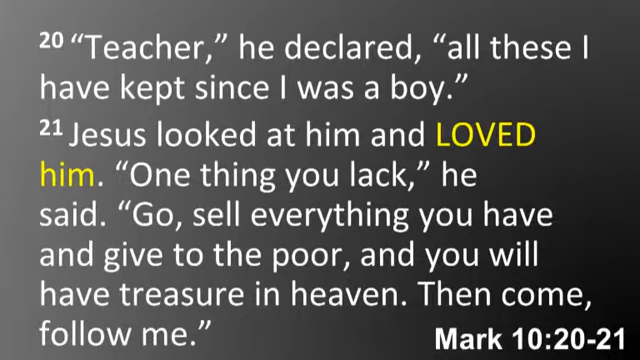 20 “Teacher,” he declared, “all these I
have kept since I was a boy.”
21 Jesus looked at him and LOVED
him. “One thing you lack,” he
said. “Go, sell everything you have
and give to the poor, and you will
have treasure in heaven. Then come,
follow me.”
Mark 10:20-21